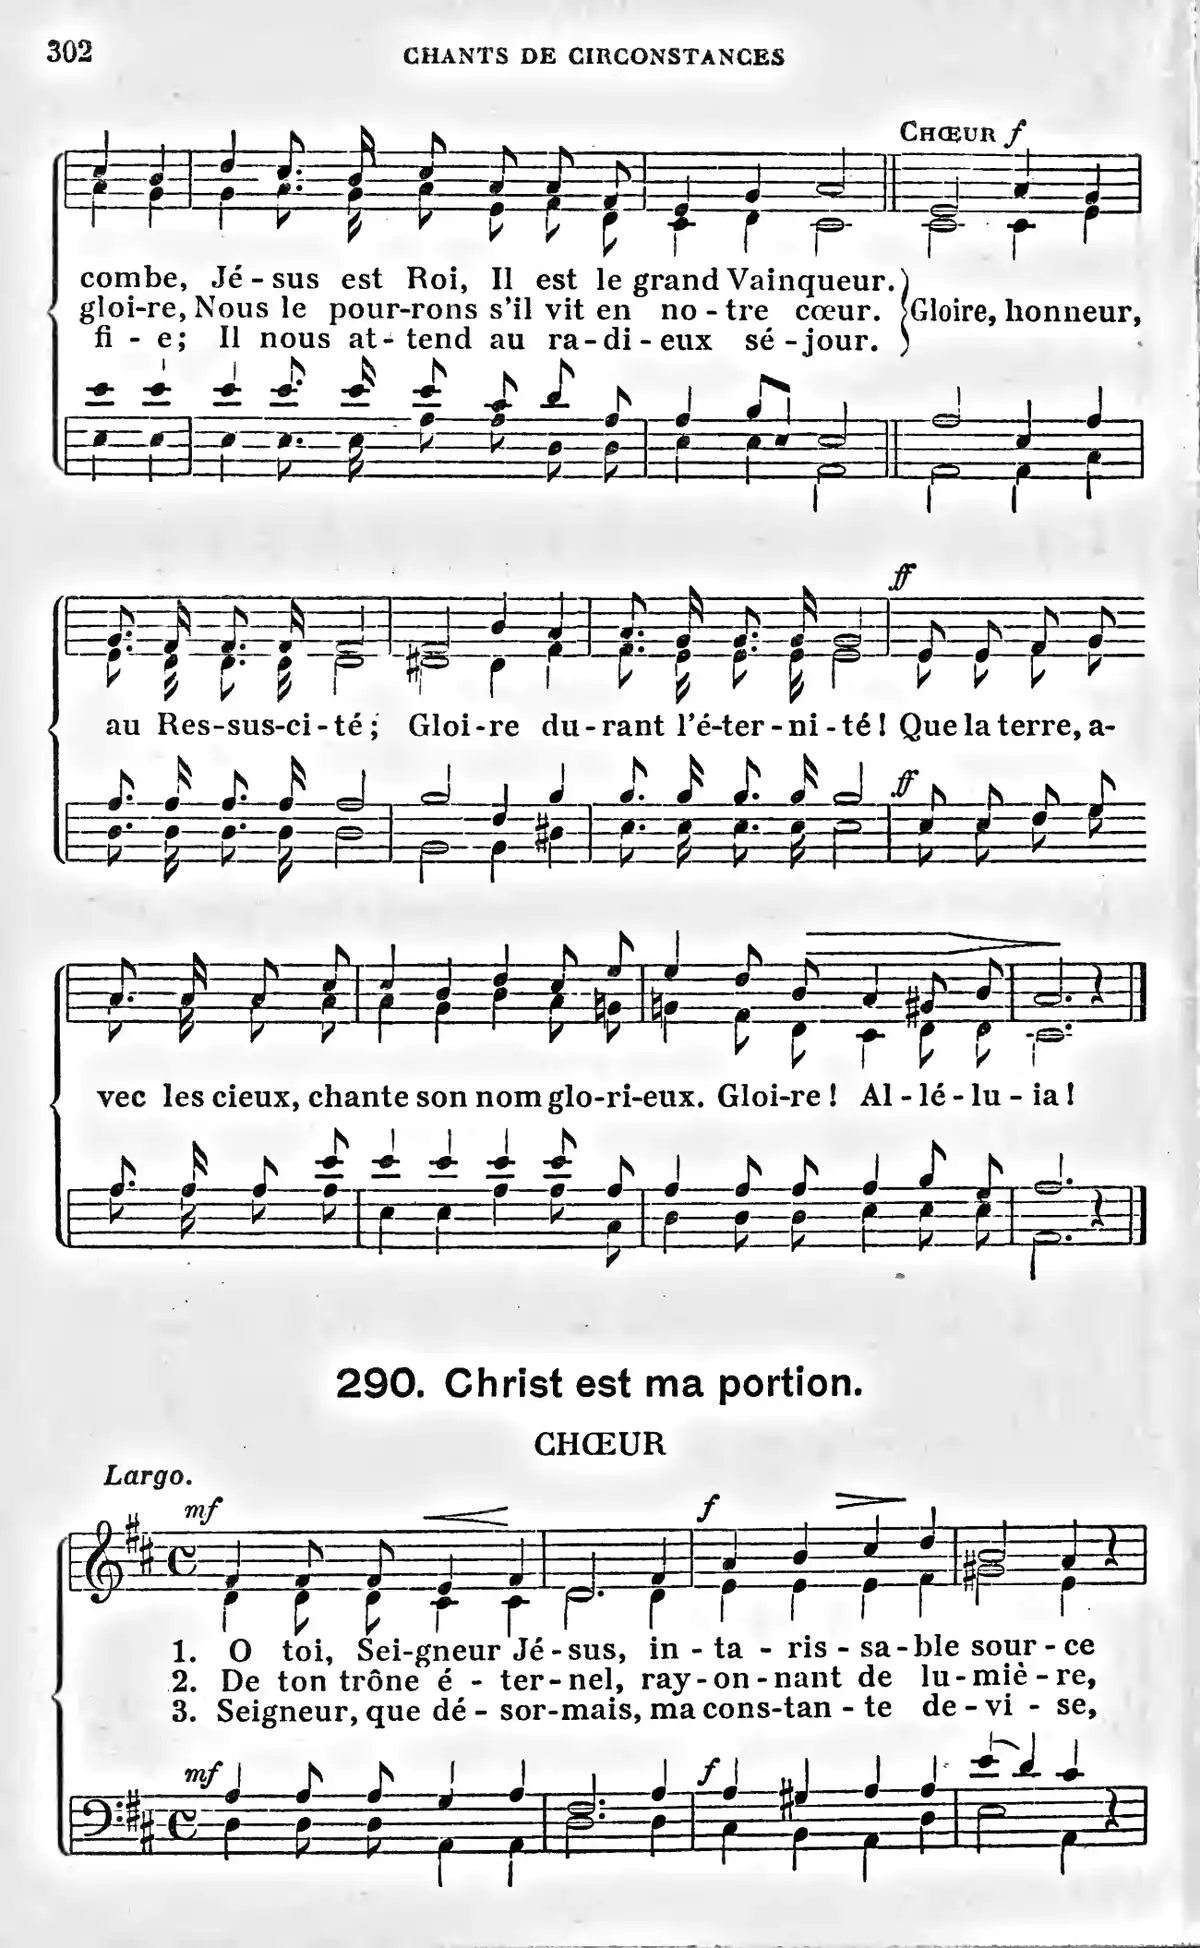 302
CHANTS DE CIRCONSTANCES
CHŒUR f
combe, Jé - sus est Roi, Il est le grand Vainqueur.
gloi-re, Nous le pour-rons s'il vit en no - tre cœur. Gloire, honneur,
fi - e; Il nous at - tend au ra - di - eux sé - jour.
ff
au Res-sus-ci - té; Gloi - re du - rant l'é-ter - ni - té! Que la terre, a-
ff
vec les cieux, chante son nom glo-ri-eux. Gloi-re! Al - lé - lu - ia!
290. Christ est ma portion.
CHŒUR
Largo.
mf f
1. O toi, Sei-gneur Jé - sus, in - ta - ris - sa - ble sour - ce
2. De ton trône é - ter - nel, ray - on - nant de lu - miè - re,
3. Seigneur, que dé - sor-mais, ma cons-tan - te de - vi - se,
mf f